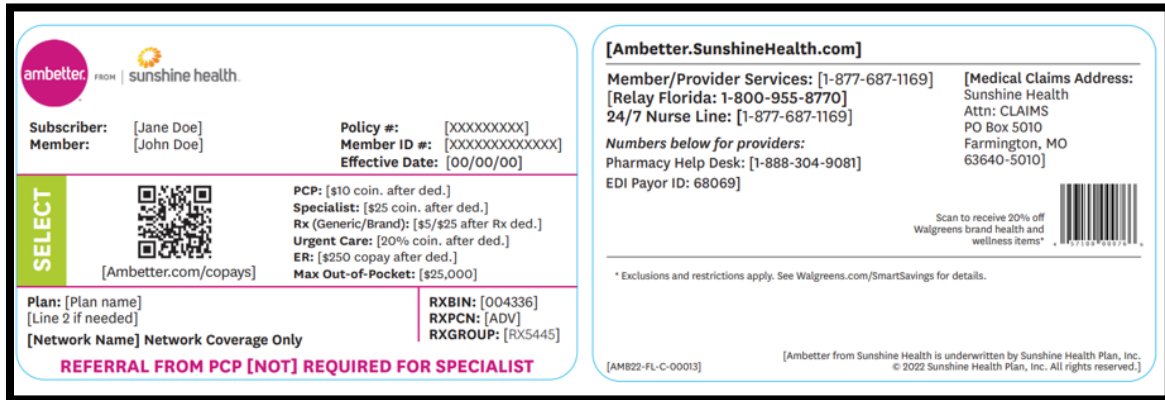 ambetter. FROM | sunshine health.
Subscriber: [Jane Doe]
Member: [John Doe]
Policy #: [XXXXXXXXX]
Member ID #: [XXXXXXXXXXXXX]
Effective Date: [00/00/00]
SELECT
[Ambetter.com/copays]
PCP: [$10 coin. after ded.]
Specialist: [$25 coin. after ded.]
Rx (Generic/Brand): [$5/$25 after Rx ded.]
Urgent Care: [20% coin. after ded.]
ER: [$250 copay after ded.]
Max Out-of-Pocket: [$25,000]
Plan: [Plan name]
[Line 2 if needed]
[Network Name] Network Coverage Only
RXBIN: [004336]
RXPCN: [ADV]
RXGROUP: [RX5445]
REFERRAL FROM PCP [NOT] REQUIRED FOR SPECIALIST
[Ambetter.SunshineHealth.com]
Member/Provider Services: [1-877-687-1169]
[Relay Florida: 1-800-955-8770]
24/7 Nurse Line: [1-877-687-1169]
Numbers below for providers:
Pharmacy Help Desk: [1-888-304-9081]
EDI Payor ID: 68069]
[Medical Claims Address:
Sunshine Health
Attn: CLAIMS
PO Box 5010
Farmington, MO
63640-5010]
Scan to receive 20% off
Walgreens brand health and
wellness items*
* Exclusions and restrictions apply. See Walgreens.com/SmartSavings for details.
[AMB22-FL-C-00013]
[Ambetter from Sunshine Health is underwritten by Sunshine Health Plan, Inc.
© 2022 Sunshine Health Plan, Inc. All rights reserved.]